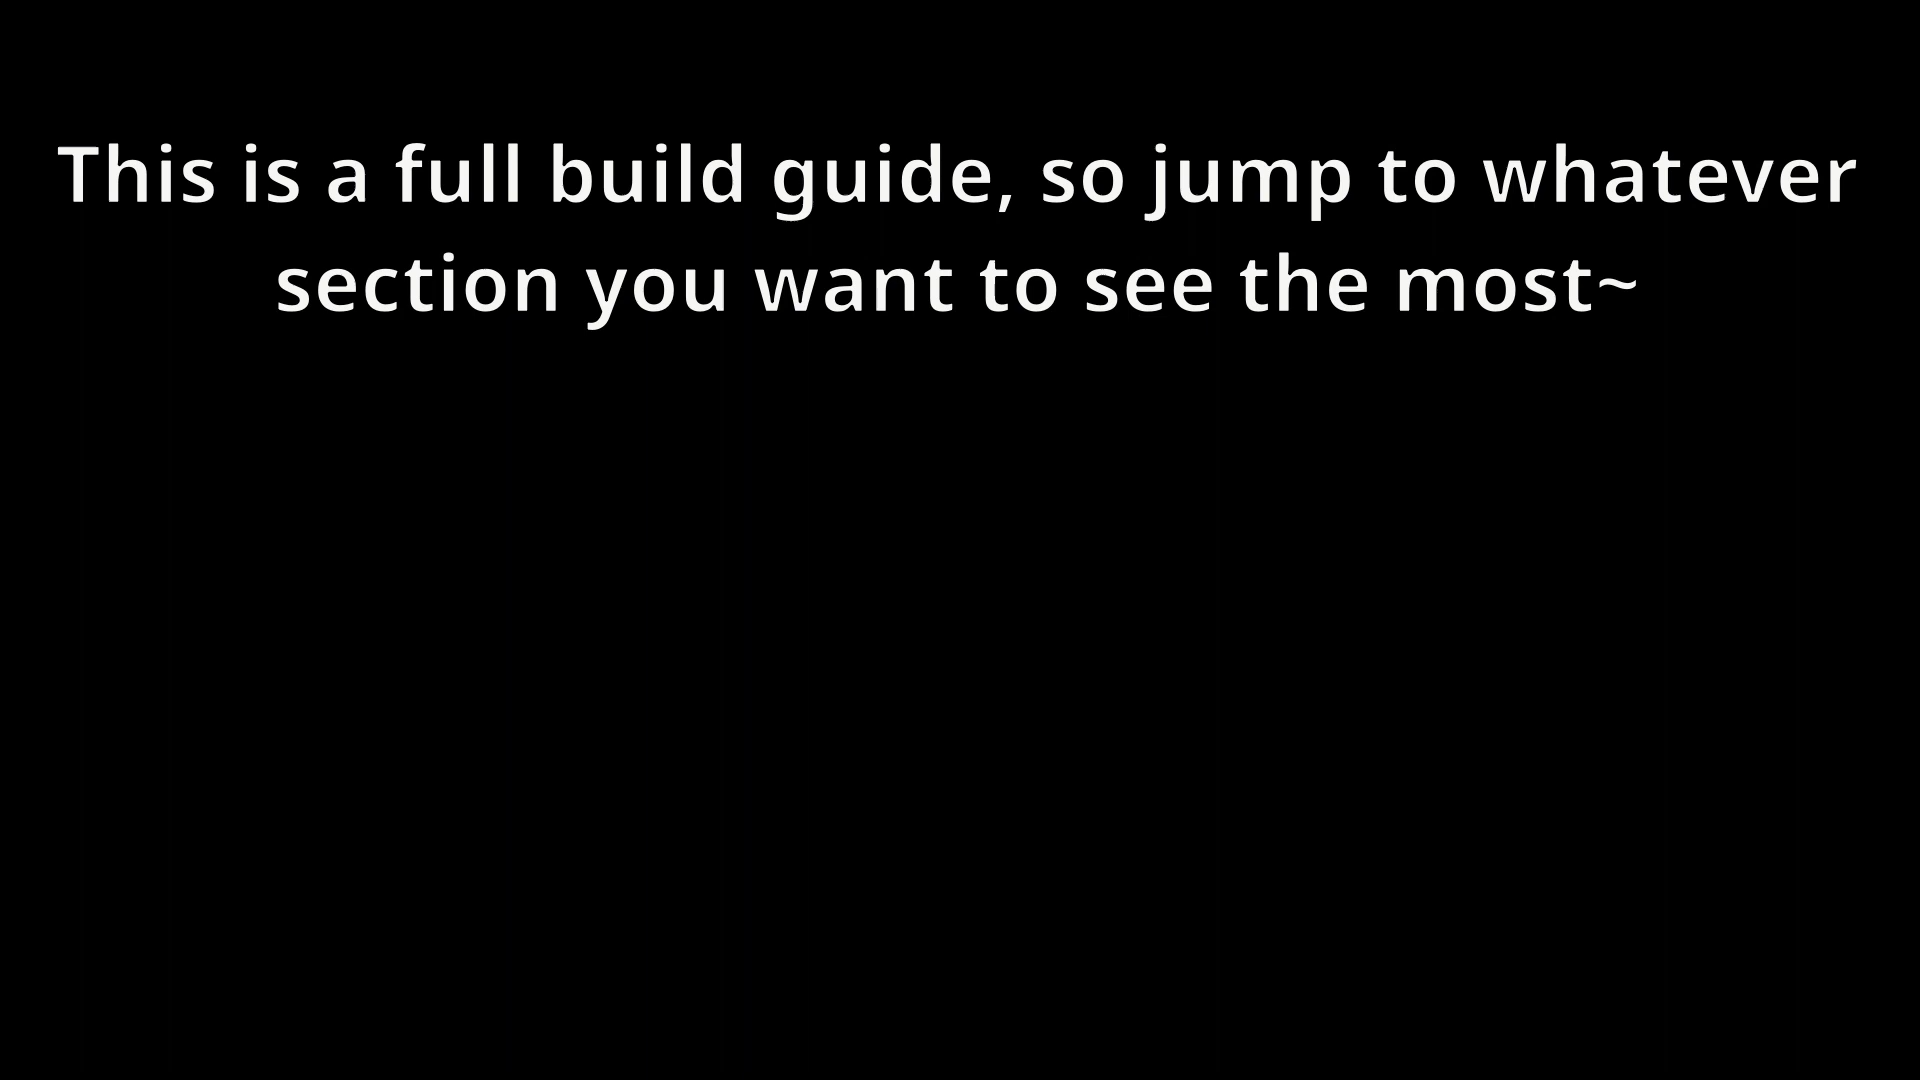 This is a full build guide, so jump to whatever
section you want to see the most~